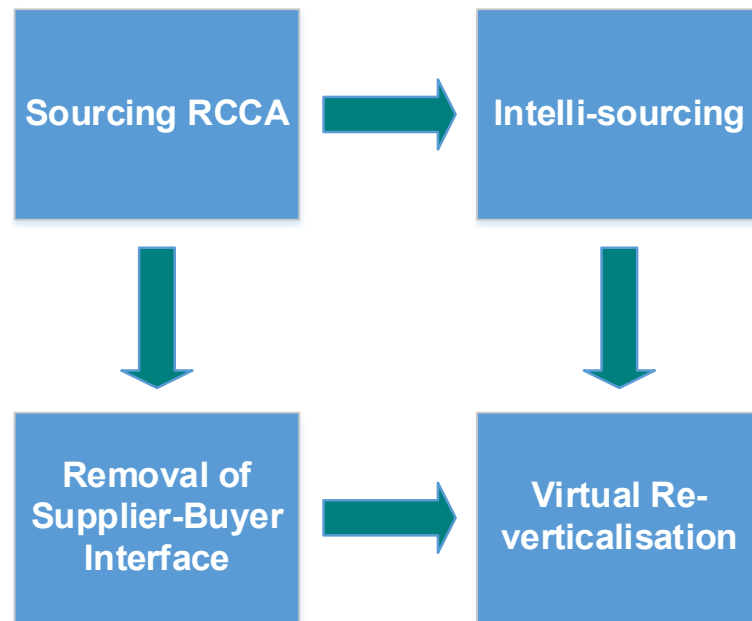 Sourcing RCCA
Intelli-sourcing
Removal of
Supplier-Buyer
Interface
Virtual Re-
verticalisation